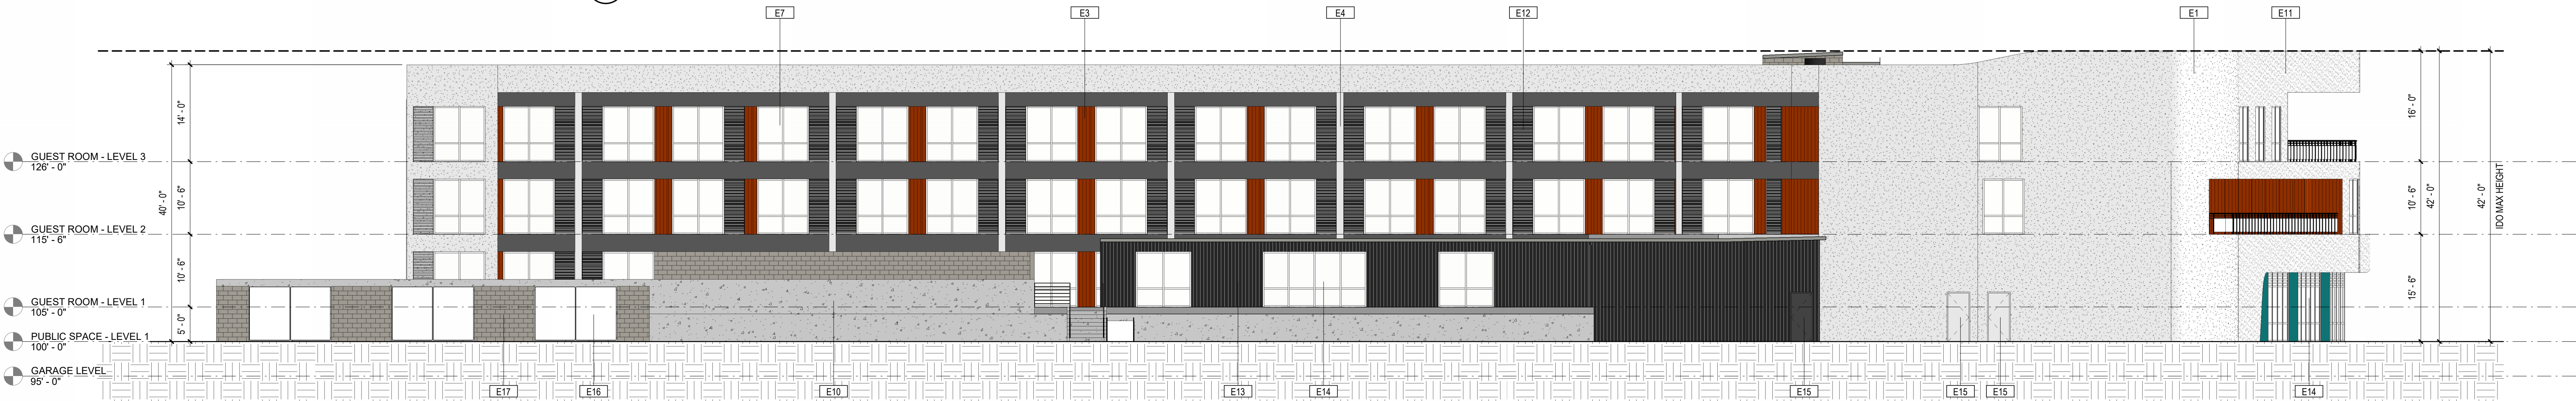 E7
E3
E4
E12
E1
E11
GUEST ROOM - LEVEL 3
126' - 0"
GUEST ROOM - LEVEL 2
115' - 6"
GUEST ROOM - LEVEL 1
105' - 0"
PUBLIC SPACE - LEVEL 1
100' - 0"
GARAGE LEVEL
95' - 0"
40' - 0"
14' - 0"
10' - 6"
10' - 6"
5' - 0"
16' - 0"
10' - 6"
15' - 6"
42' - 0"
42' - 0"
IDO MAX HEIGHT
E17
E16
E10
E13
E14
E15
E15
E15
E14